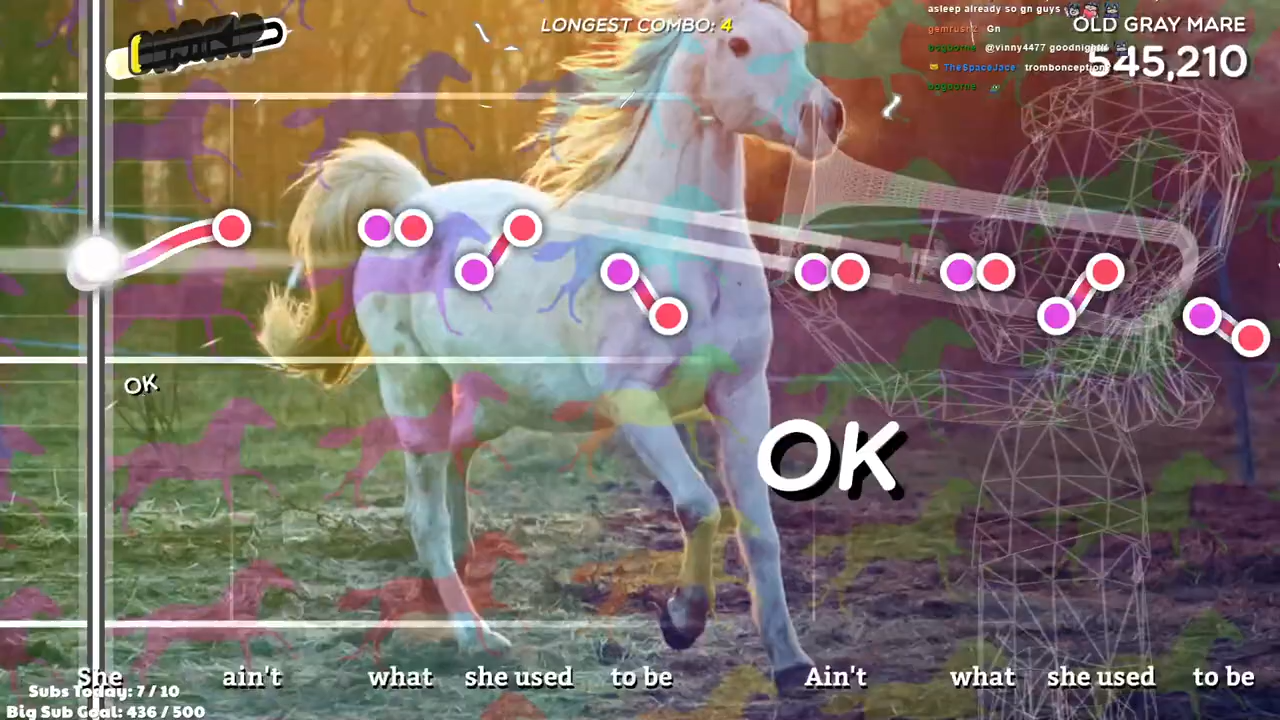 LONGEST COMBO: 4
asleep already so gn guys
gemrushz Gn
@vinny4477 goodnight!
TheSpaceJace trombonception
OLD GRAY MARE
545,210
OK
OK
She ain't what she used to be Ain't what she used to be
Subs Today: 7 / 10
Big Sub Goal: 436 / 500